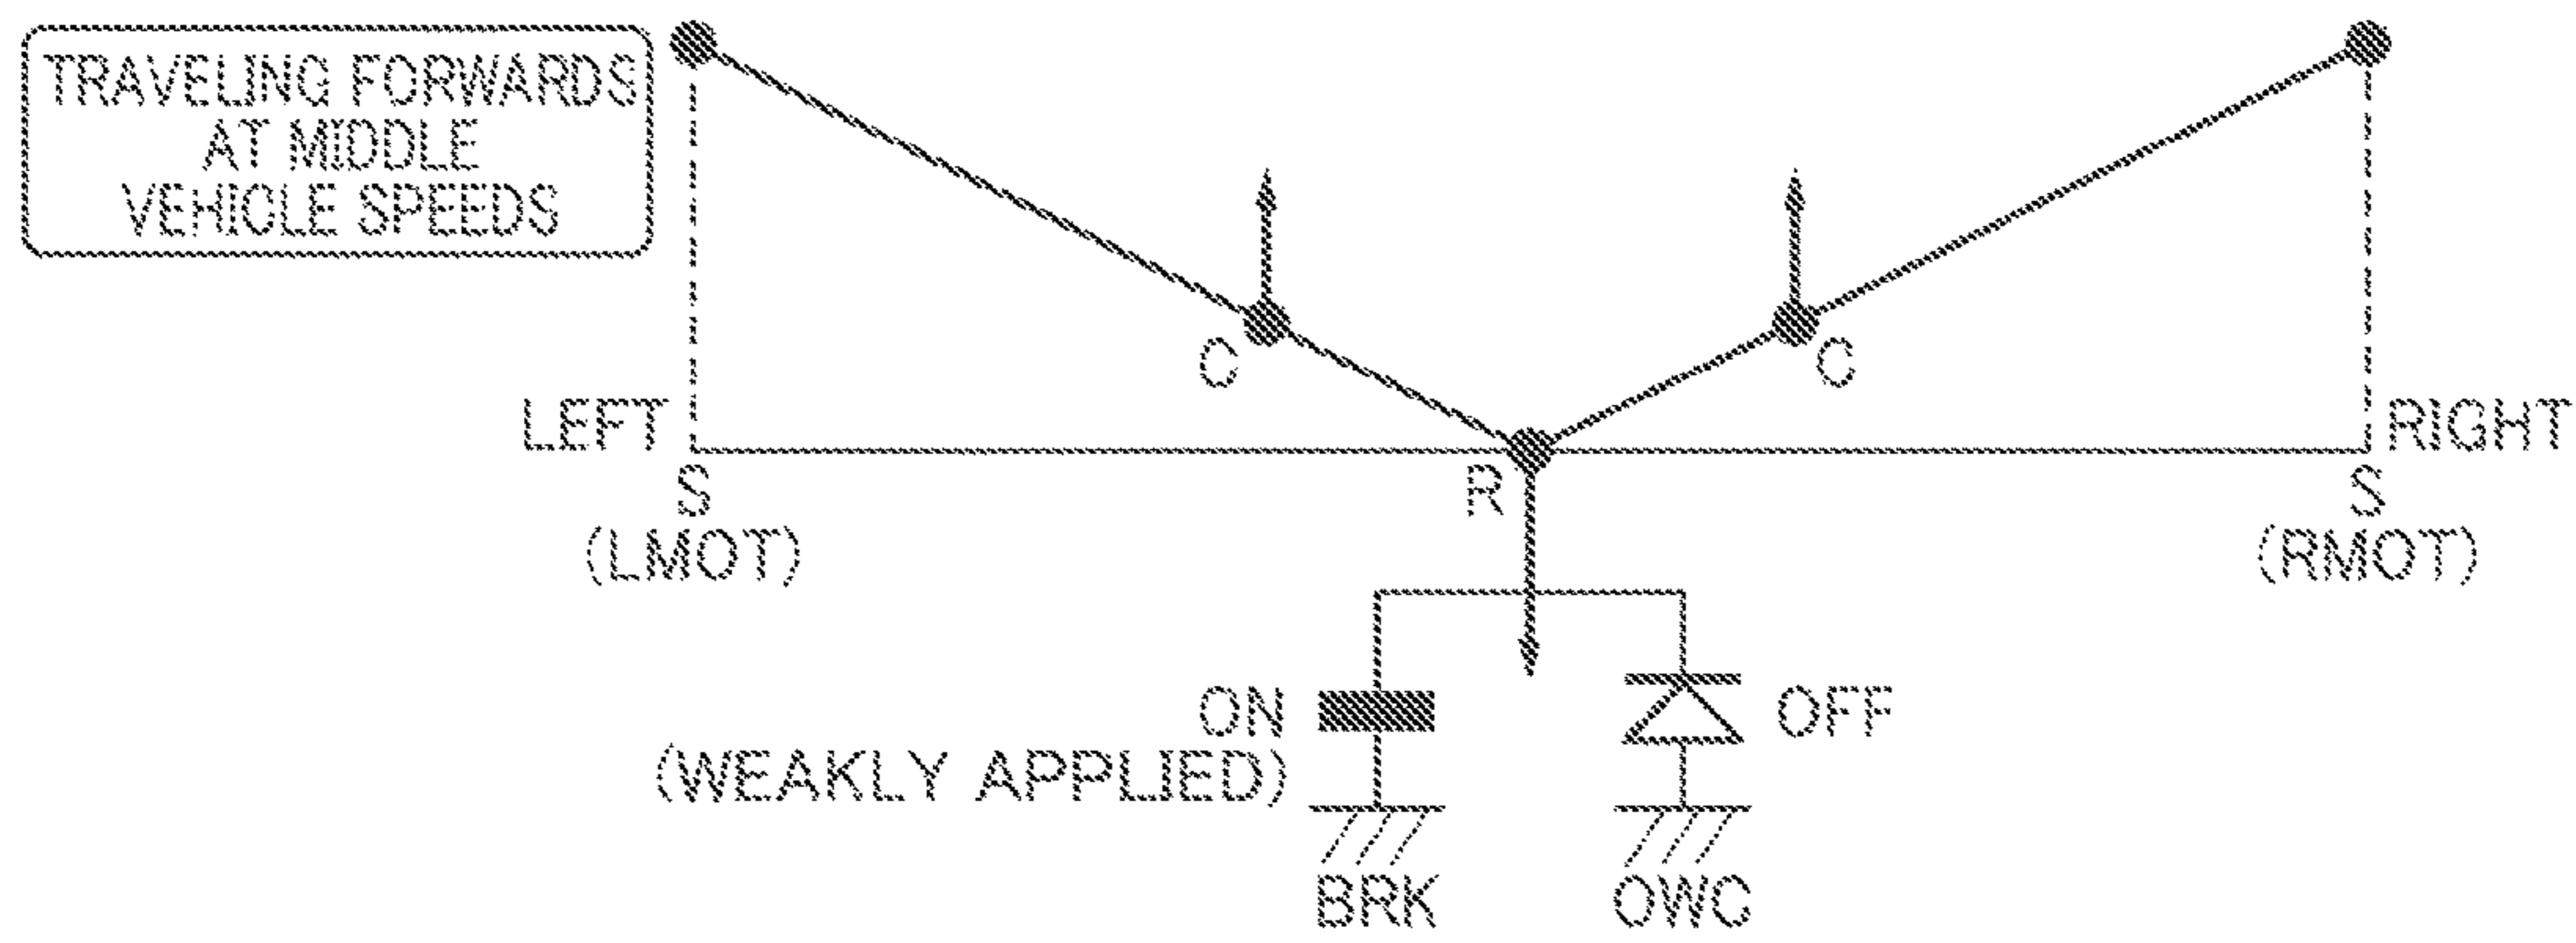 TRAVELING FORWARDS
AT MIDDLE
VEHICLE SPEEDS
C
C
LEFT
RIGHT
S
R
S
(LMOT)
(RMOT)
ON
OFF
(WEAKLY APPLIED)
BRK
OWC